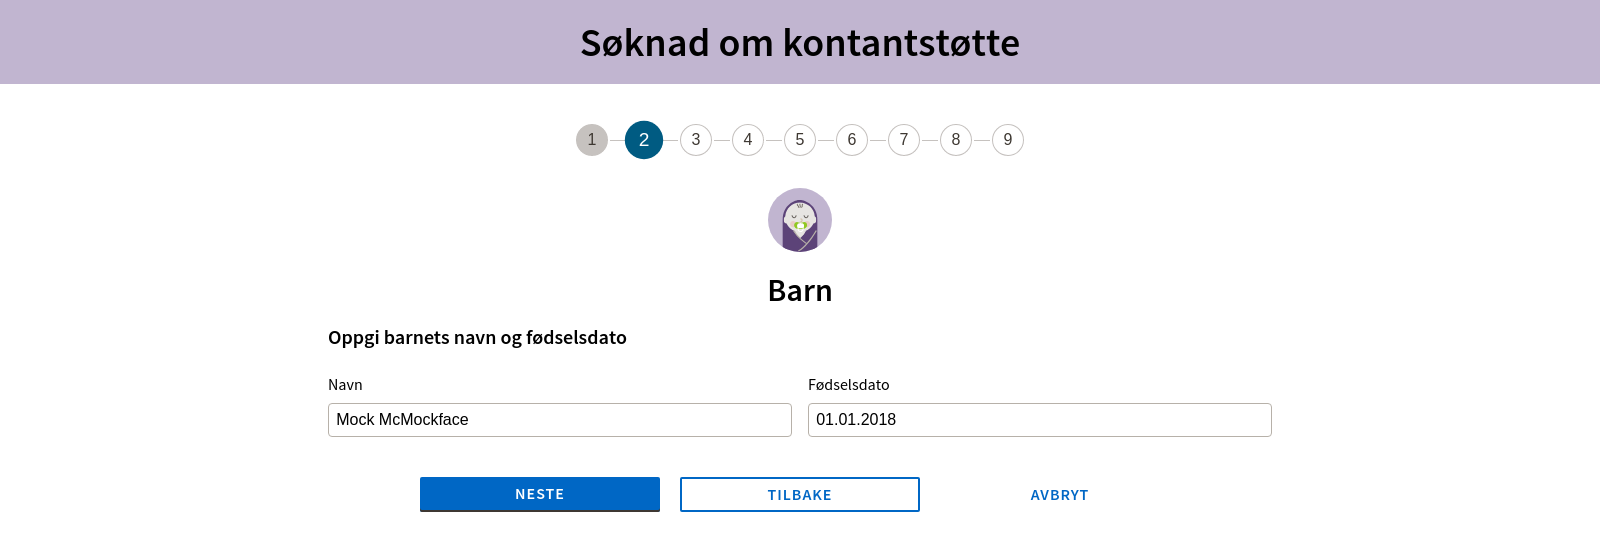 Søknad om kontantstøtte
1 2 3 4 5 6 7 8 9
Barn
Oppgi barnets navn og fødselsdato
Navn Fødselsdato
Mock McMockface 01.01.2018
NESTE TILBAKE AVBRYT